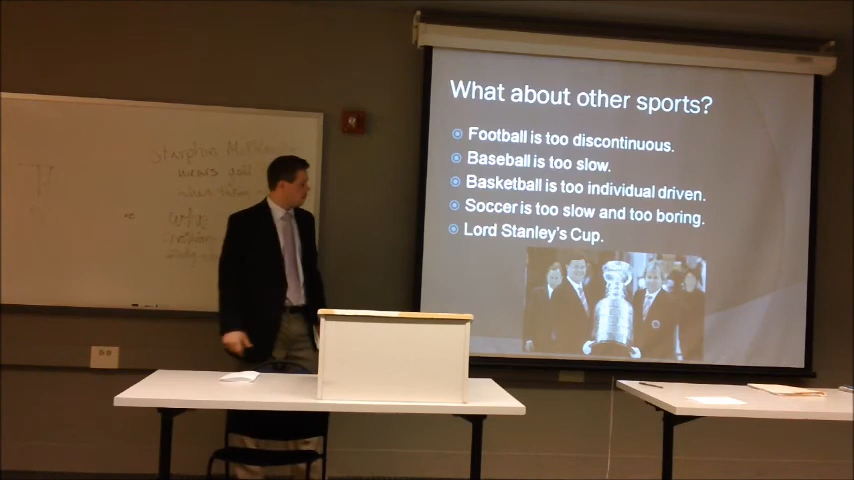 What about other sports?
Football is too discontinuous.
Baseball is too slow.
Basketball is too individual driven.
Soccer is too slow and too boring.
Lord Stanley's Cup.
wears